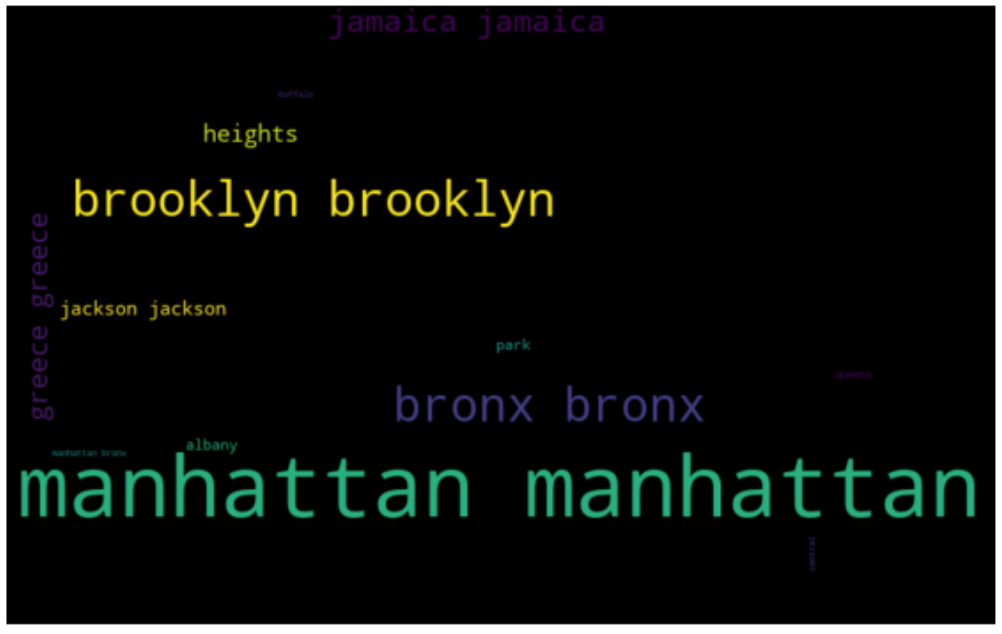 jamaica jamaica
buffalo
heights
brooklyn brooklyn
greece greece
jackson jackson
park
queens
bronx bronx
albany
manhattan bronx
manhattan manhattan
central